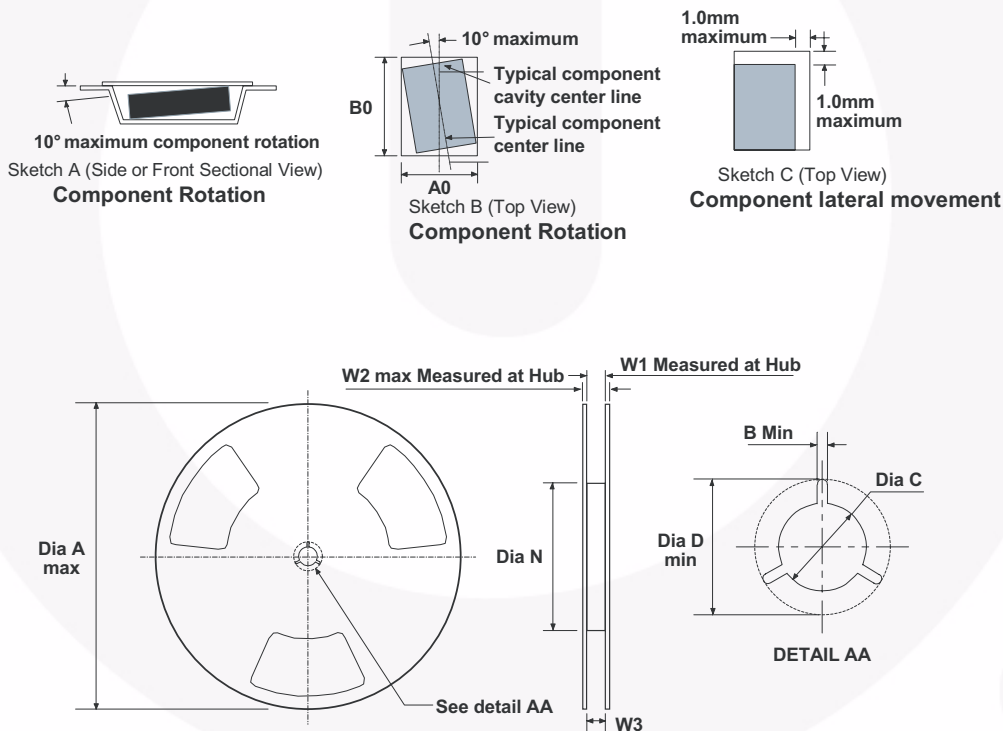 10° maximum component rotation
Sketch A (Side or Front Sectional View)
Component Rotation
10° maximum
Typical component
cavity center line
Typical component
center line
B0
A0
Sketch B (Top View)
Component Rotation
1.0mm
maximum
1.0mm
maximum
Sketch C (Top View)
Component lateral movement
W2 max Measured at Hub
W1 Measured at Hub
Dia A
max
Dia N
See detail AA
W3
B Min
Dia C
Dia D
min
DETAIL AA